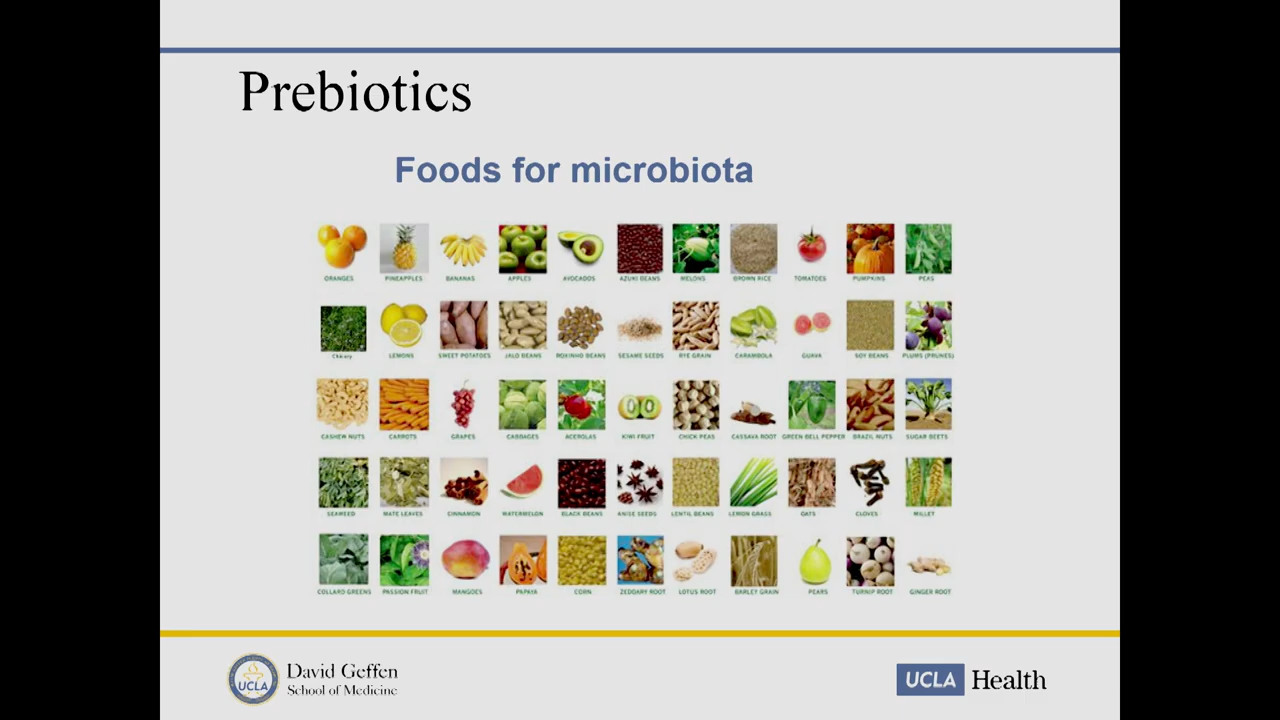 Prebiotics
Foods for microbiota
ORANGES PINEAPPLES BANANAS APPLES AVOCADOS AZUKI BEANS MELONS BROWN RICE TOMATOES PUMPKINS PEAS
Chicory LEMONS SWEET POTATOES JALO BEANS ROXINHO BEANS SESAME SEEDS RYE GRAIN CARAMBOLA GUAVA SOY BEANS PLUMS (PRUNES)
CASHEW NUTS CARROTS GRAPES CABBAGES ACEROLAS KIWI FRUIT CHICK PEAS CASSAVA ROOT GREEN BELL PEPPER BRAZIL NUTS SUGAR BEETS
SEAWEED MATE LEAVES CINNAMON WATERMELON BLACK BEANS ANISE SEEDS LENTIL BEANS LEMON GRASS OATS CLOVES MILLET
COLLARD GREENS PASSION FRUIT MANGOES PAPAYA CORN ZEDOARY ROOT LOTUS ROOT BARLEY GRAIN PEARS TURNIP ROOT GINGER ROOT
UCLA
David Geffen
School of Medicine
UCLA Health